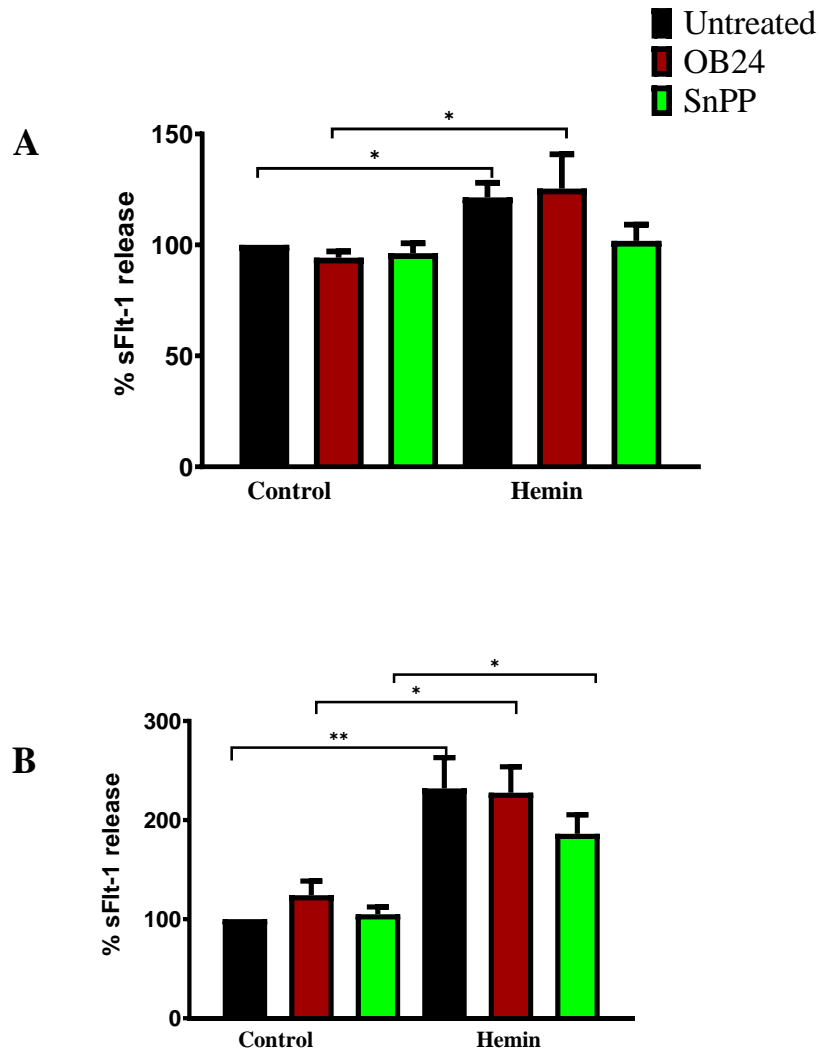 Untreated
OB24
SnPP
A
*
*
150
100
50
0
% sFlt-1 release
Control Hemin
B
*
*
**
300
200
100
0
% sFlt-1 release
Control Hemin